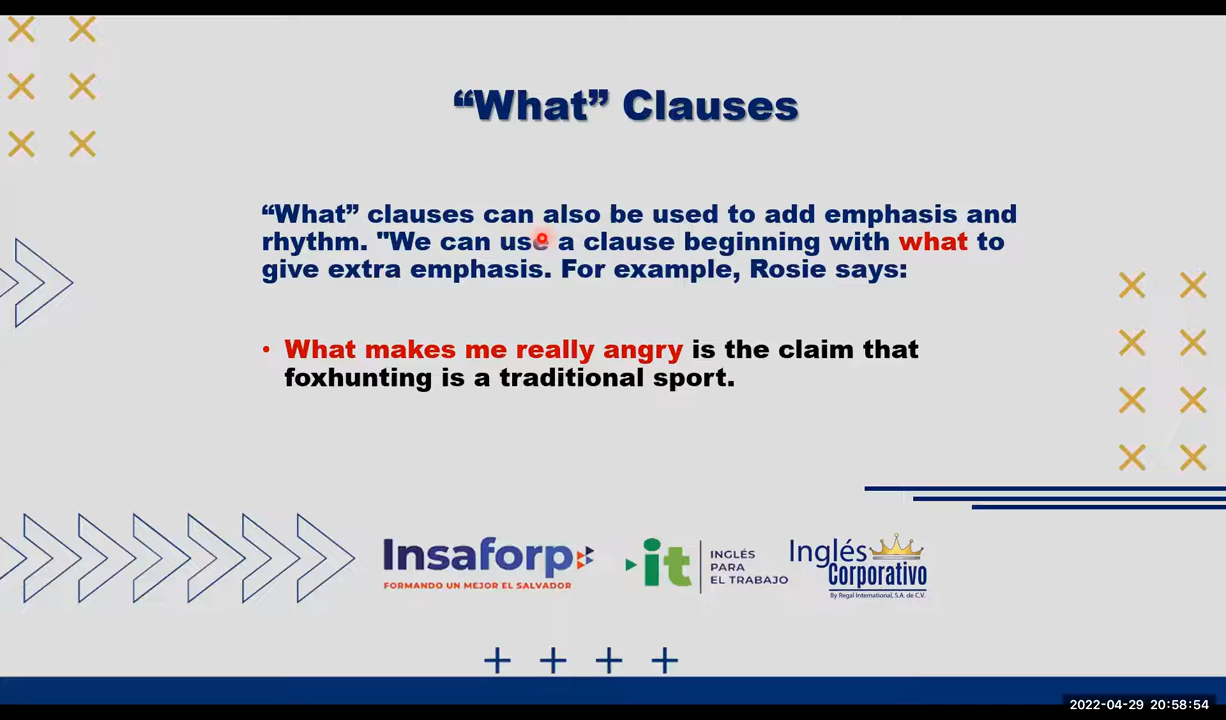 “What” Clauses
“What” clauses can also be used to add emphasis and
rhythm. "We can use a clause beginning with what to
give extra emphasis. For example, Rosie says:
• What makes me really angry is the claim that
foxhunting is a traditional sport.
Insaforp
FORMANDO UN MEJOR EL SALVADOR
it
INGLÉS
PARA
EL TRABAJO
Inglés
Corporativo
By Regal International, S.A. de C.V.
2022-04-29 20:58:54